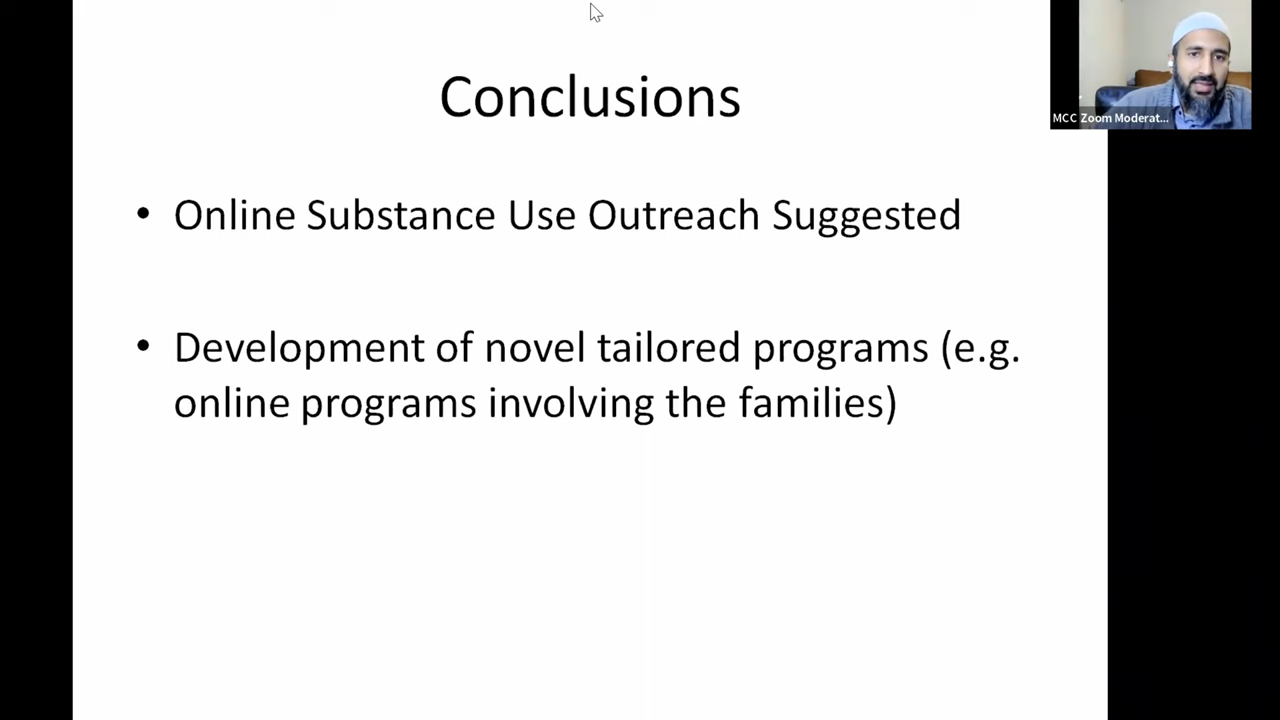 Conclusions
MCC Zoom Moderat...
• Online Substance Use Outreach Suggested
• Development of novel tailored programs (e.g.
online programs involving the families)